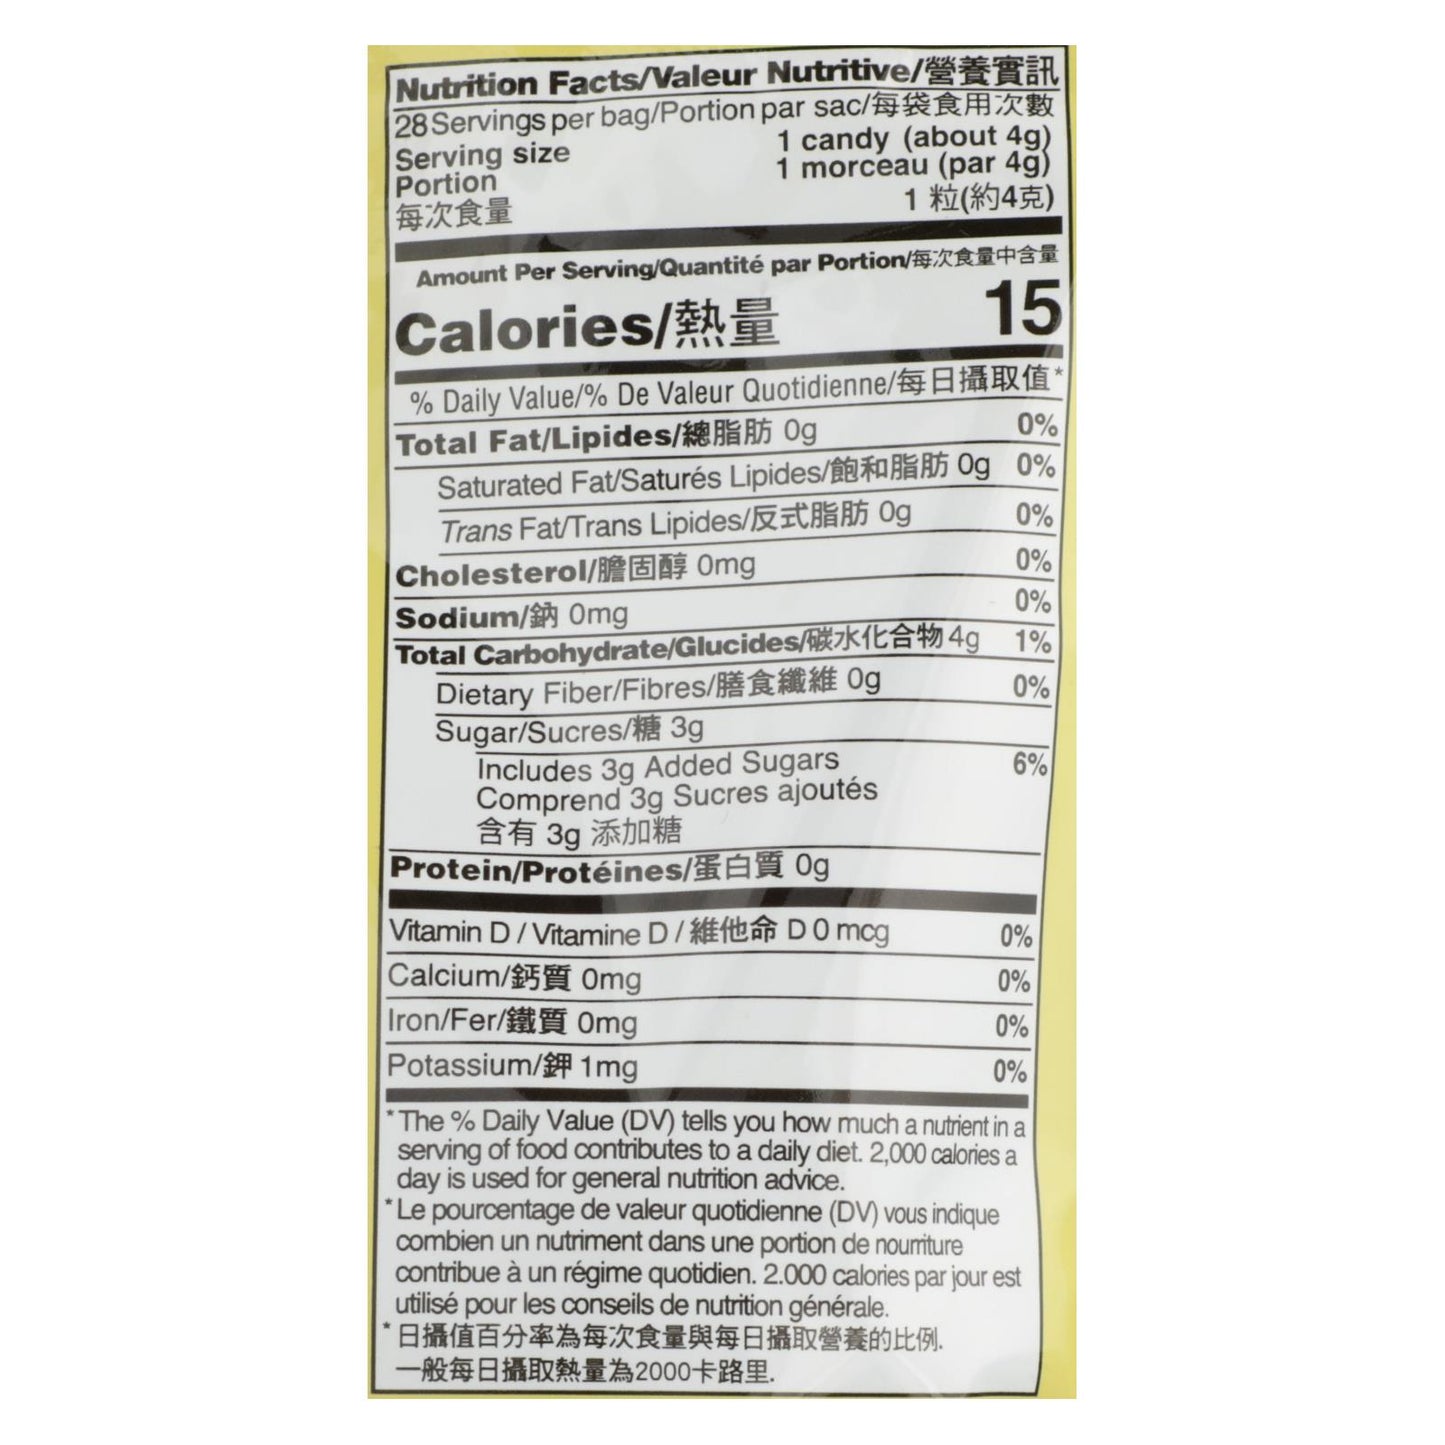 Nutrition Facts/Valeur Nutritive/營養實訊
28 Servings per bag/Portion par sac/每袋食用次數
Serving size 1 candy (about 4g)
Portion 1 morceau (par 4g)
每次食量 1 粒(約4克)
Amount Per Serving/Quantité par Portion/每次食量中含量
Calories/熱量 15
% Daily Value/% De Valeur Quotidienne/每日攝取值*
Total Fat/Lipides/總脂肪 0g 0%
Saturated Fat/Saturés Lipides/飽和脂肪 0g 0%
Trans Fat/Trans Lipides/反式脂肪 0g 0%
Cholesterol/膽固醇 0mg 0%
Sodium/鈉 0mg 0%
Total Carbohydrate/Glucides/碳水化合物 4g 1%
Dietary Fiber/Fibres/膳食纖維 0g 0%
Sugar/Sucres/糖 3g
Includes 3g Added Sugars 6%
Comprend 3g Sucres ajoutés
含有 3g 添加糖
Protein/Protéines/蛋白質 0g
Vitamin D / Vitamine D / 維他命 D 0 mcg 0%
Calcium/鈣質 0mg 0%
Iron/Fer/鐵質 0mg 0%
Potassium/鉀 1mg 0%
*The % Daily Value (DV) tells you how much a nutrient in a
serving of food contributes to a daily diet. 2,000 calories a
day is used for general nutrition advice.
*Le pourcentage de valeur quotidienne (DV) vous indique
combien un nutriment dans une portion de nourriture
contribue à un régime quotidien. 2.000 calories par jour est
utilisé pour les conseils de nutrition générale.
*日攝值百分率為每次食量與每日攝取營養的比例.
一般每日攝取熱量為2000卡路里.